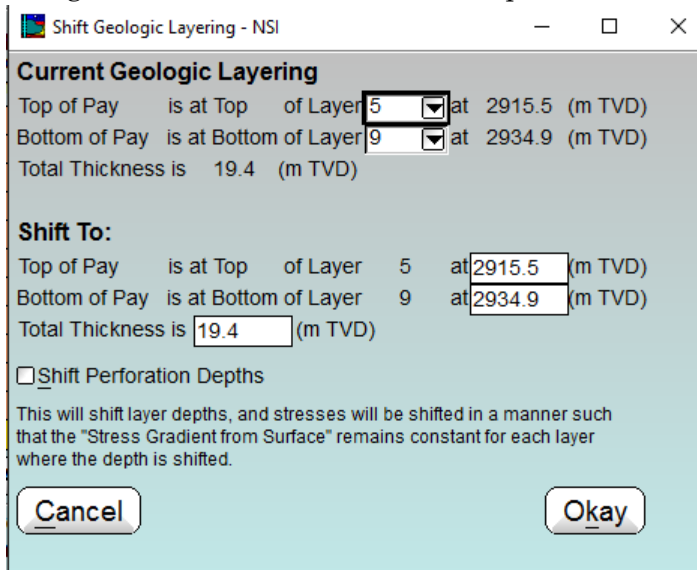 Shift Geologic Layering - NSI
Current Geologic Layering
Top of Pay is at Top of Layer 5 at 2915.5 (m TVD)
Bottom of Pay is at Bottom of Layer 9 at 2934.9 (m TVD)
Total Thickness is 19.4 (m TVD)
Shift To:
Top of Pay is at Top of Layer 5 at 2915.5 (m TVD)
Bottom of Pay is at Bottom of Layer 9 at 2934.9 (m TVD)
Total Thickness is 19.4 (m TVD)
Shift Perforation Depths
This will shift layer depths, and stresses will be shifted in a manner such
that the "Stress Gradient from Surface" remains constant for each layer
where the depth is shifted.
Cancel Okay